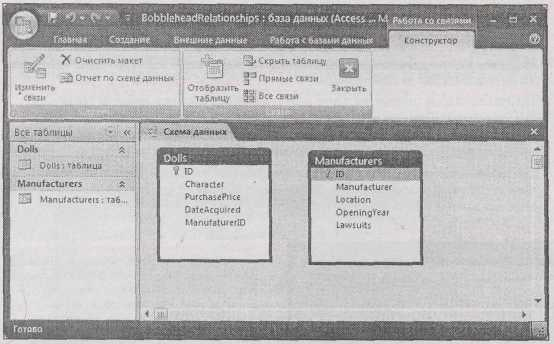 BobbleheadRelationships : база данных (Access ... M
Работа со связями
Главная Создание Внешние данные Работа с базами данных Конструктор
Изменить связи
Очистить макет
Отчет по схеме данных
Отобразить таблицу
Скрыть таблицу
Прямые связи
Все связи
Закрыть
Связи
Все таблицы
Dolls
Dolls : таблица
Manufacturers
Manufacturers : таб...
Схема данных
Dolls
ID
Character
PurchasePrice
DateAcquired
ManufaturerID
Manufacturers
ID
Manufacturer
Location
OpeningYear
Lawsuits
Готово